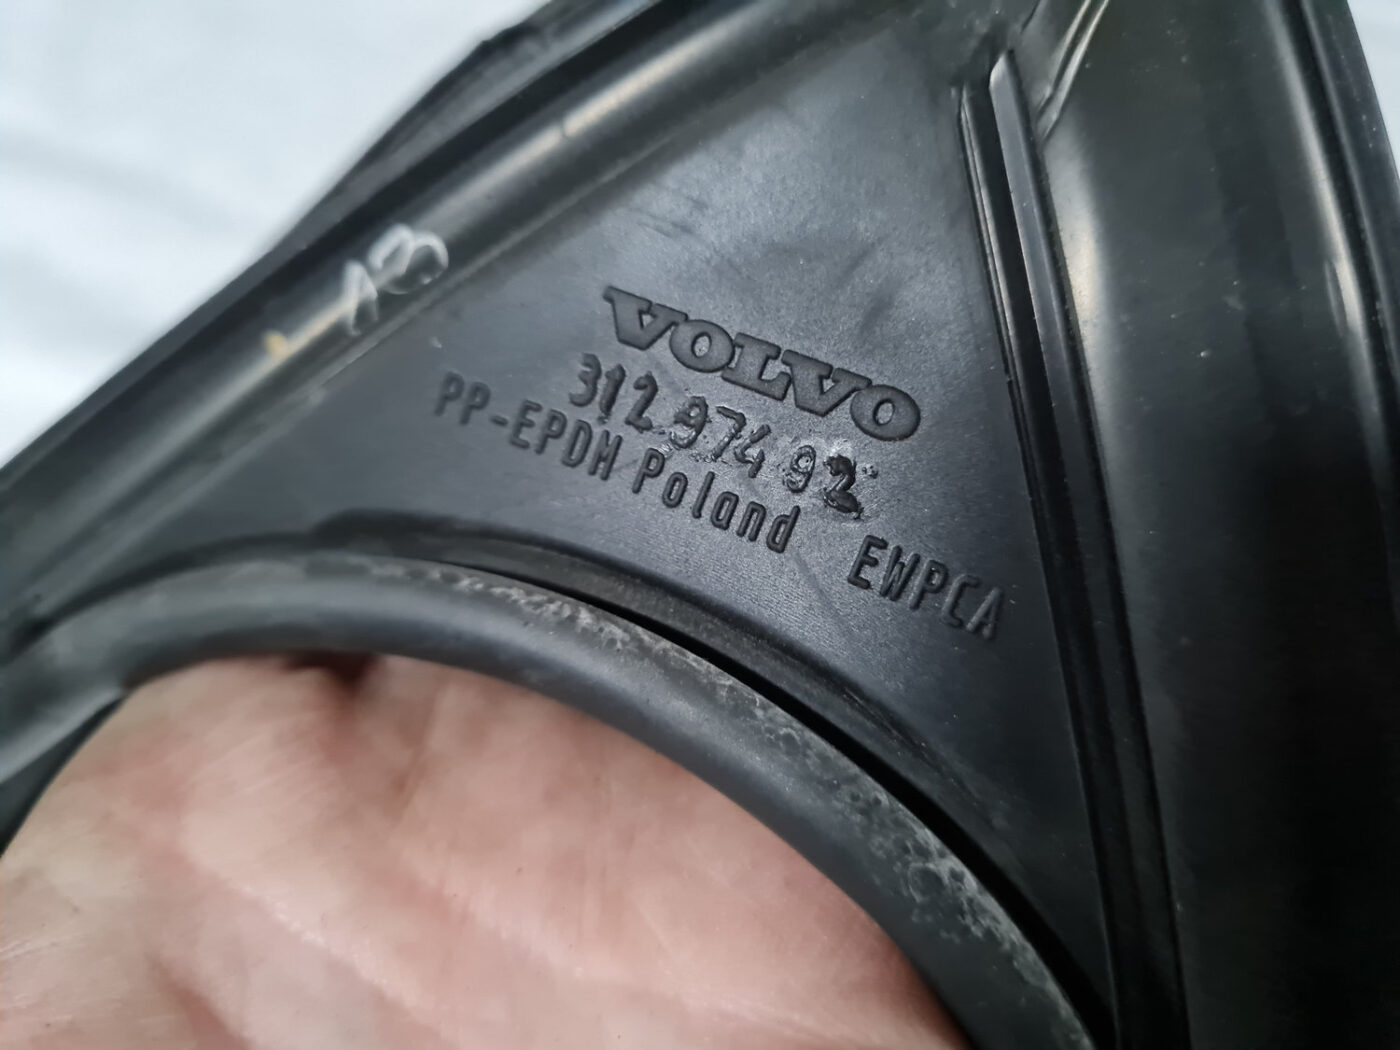 VOLVO
312 974 92
PP-EPDM Poland EWPCA